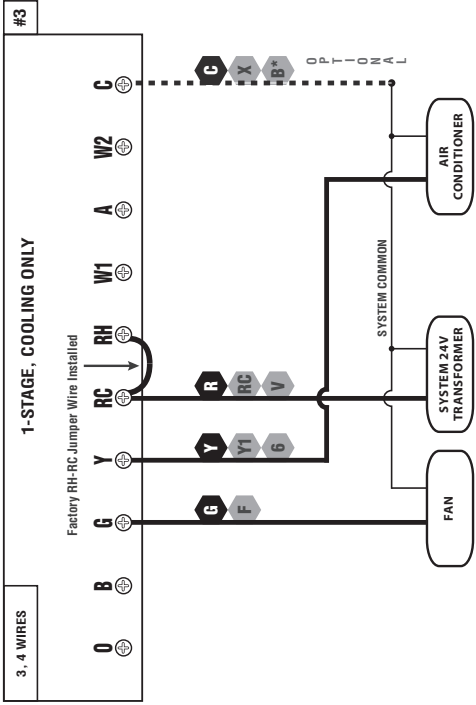 3, 4 WIRES
1-STAGE, COOLING ONLY
#3
Factory RH-RC Jumper Wire Installed
O B G Y RC RH W1 A W2 C
G
F
Y
Y1
6
R
RC
V
C
X
B*
OPTIONAL
SYSTEM COMMON
FAN
SYSTEM 24V
TRANSFORMER
AIR
CONDITIONER